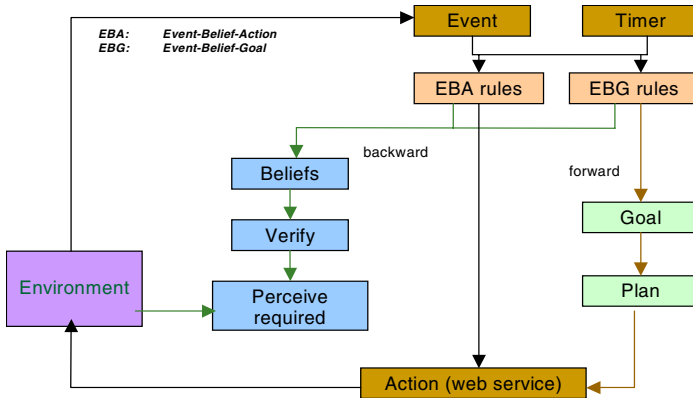 Event
Timer
EBA: Event-Belief-Action
EBG: Event-Belief-Goal
EBA rules
EBG rules
backward
Beliefs
forward
Goal
Verify
Environment
Perceive
required
Plan
Action (web service)